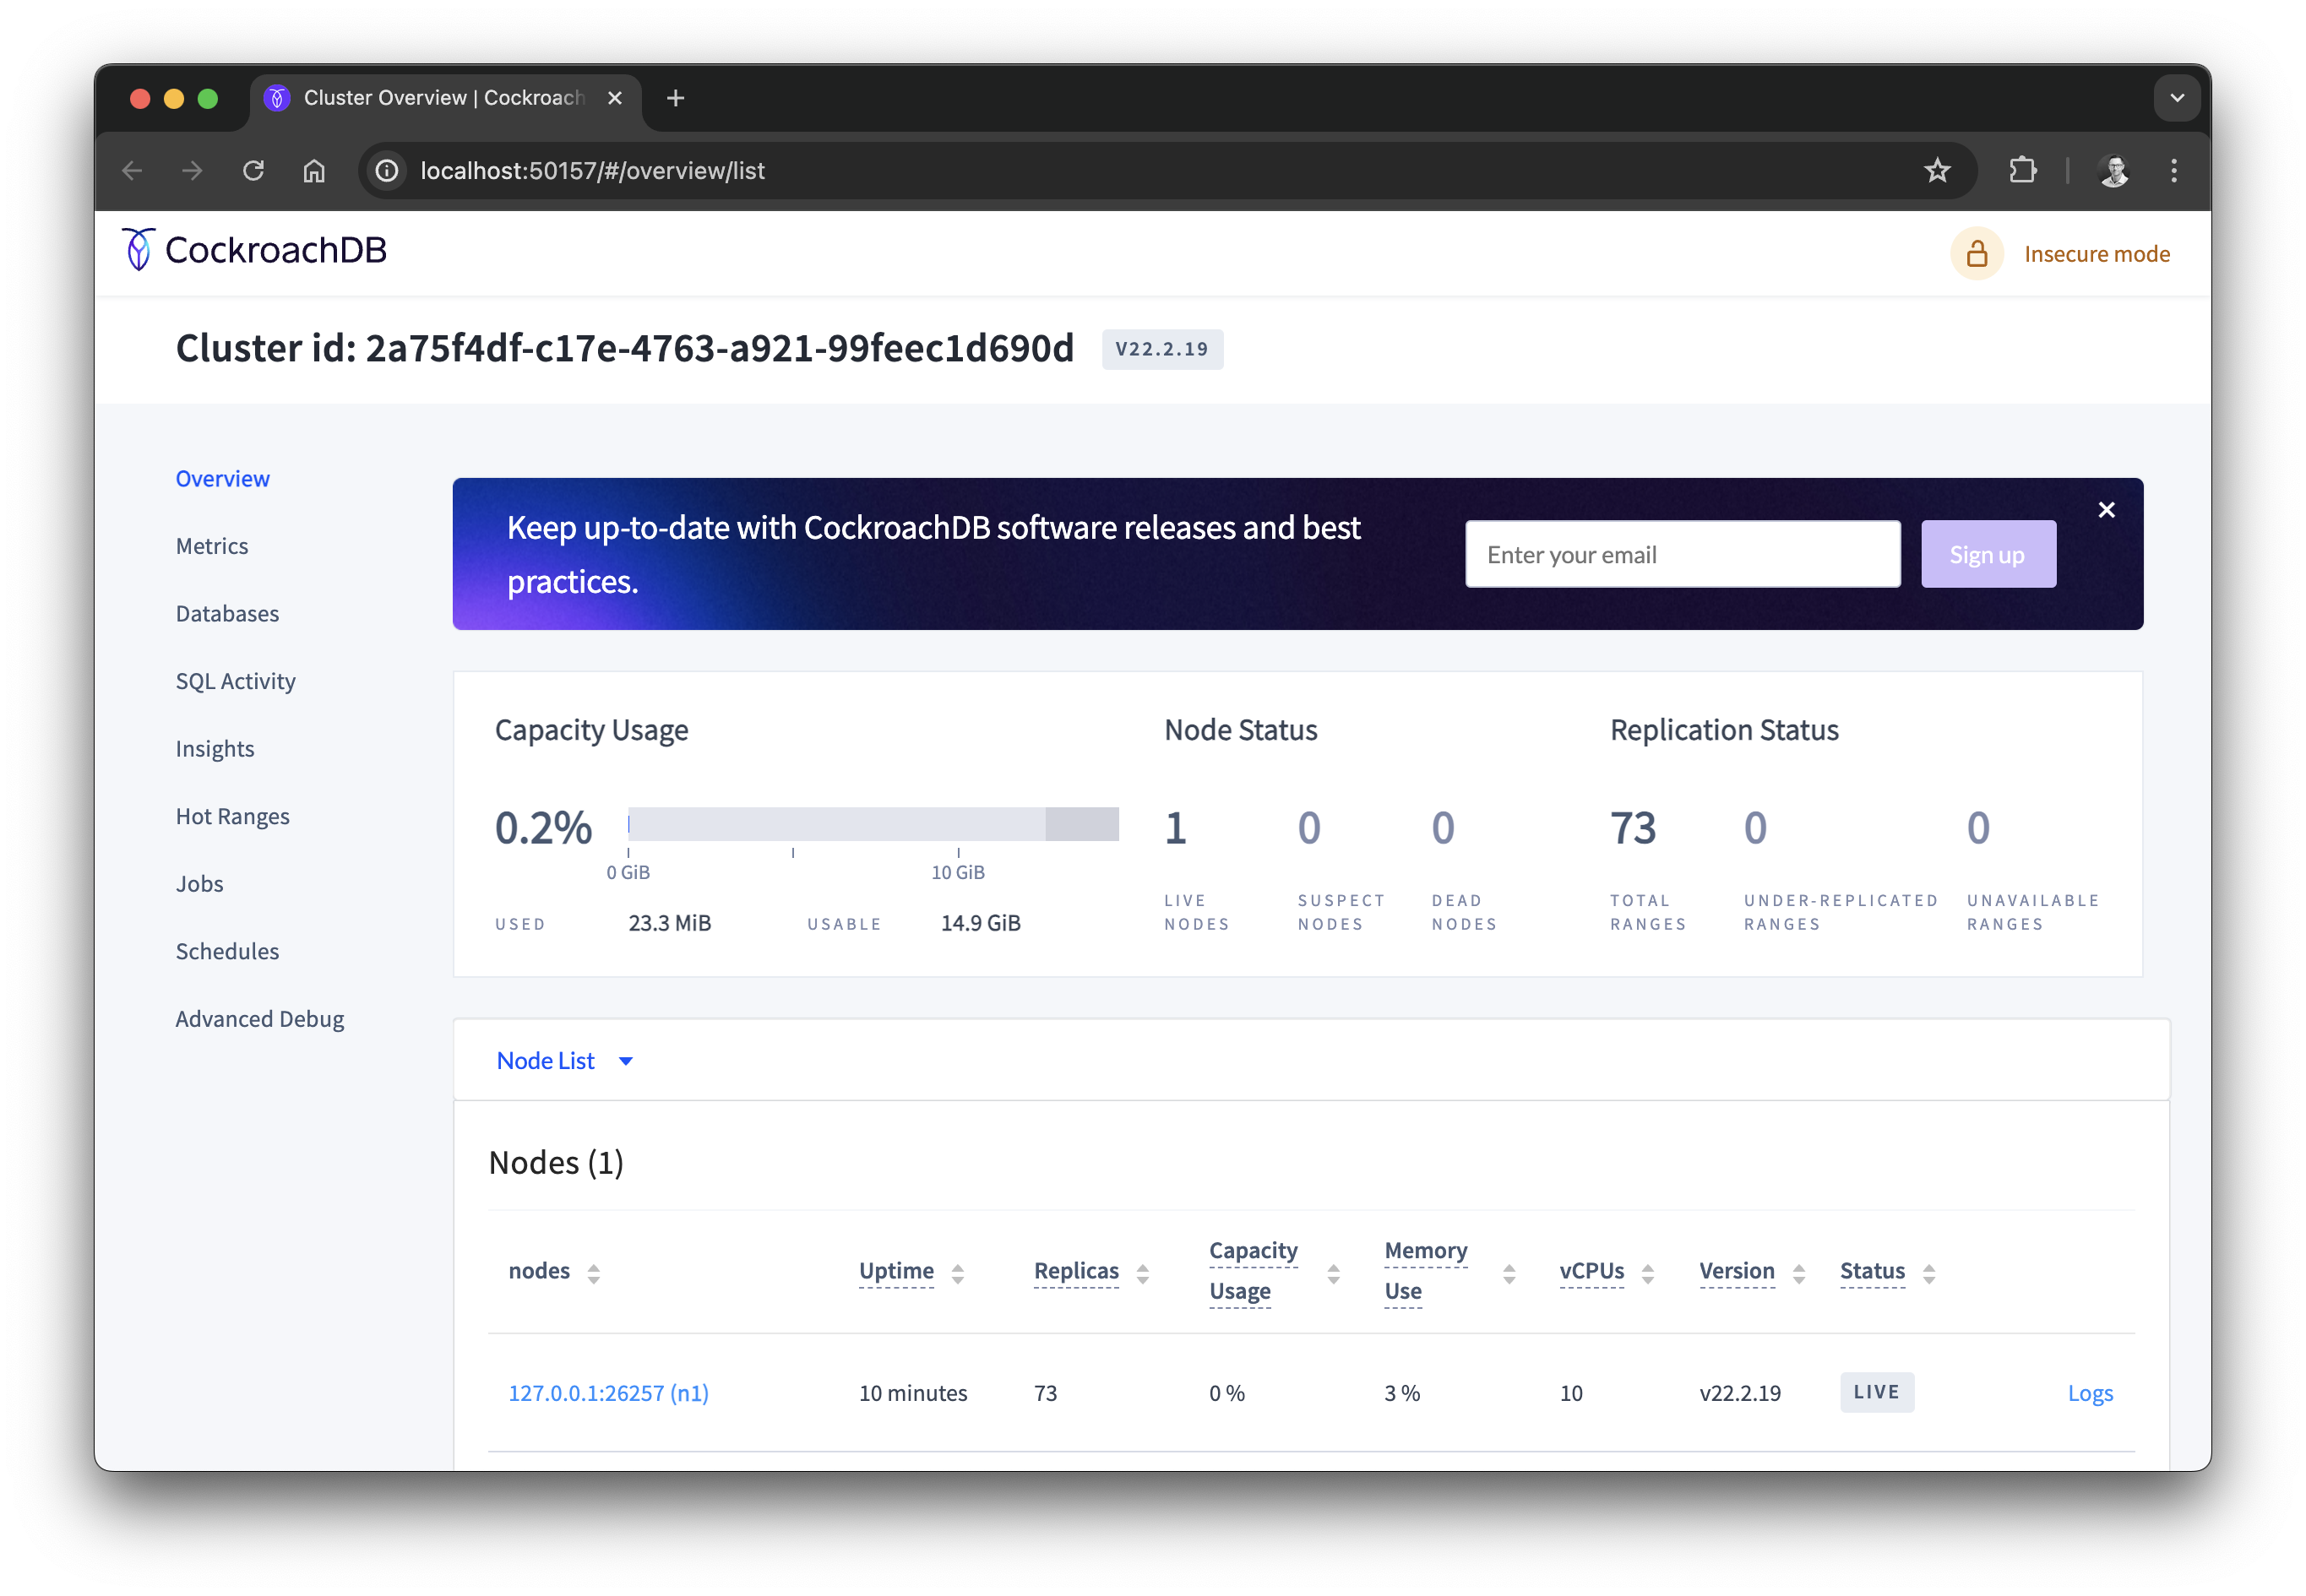 Cluster Overview | Cockroach
localhost:50157/#/overview/list
CockroachDB
Insecure mode
Cluster id: 2a75f4df-c17e-4763-a921-99feec1d690d
V22.2.19
Overview
Metrics
Databases
SQL Activity
Insights
Hot Ranges
Jobs
Schedules
Advanced Debug
Keep up-to-date with CockroachDB software releases and best
practices.
Enter your email
Sign up
Capacity Usage
0.2%
0 GiB
10 GiB
USED
23.3 MiB
USABLE
14.9 GiB
Node Status
1
LIVE
NODES
0
SUSPECT
NODES
0
DEAD
NODES
Replication Status
73
TOTAL
RANGES
0
UNDER-REPLICATED
RANGES
0
UNAVAILABLE
RANGES
Node List
Nodes (1)
nodes
Uptime
Replicas
Capacity
Usage
Memory
Use
vCPUs
Version
Status
127.0.0.1:26257 (n1)
10 minutes
73
0 %
3 %
10
v22.2.19
LIVE
Logs